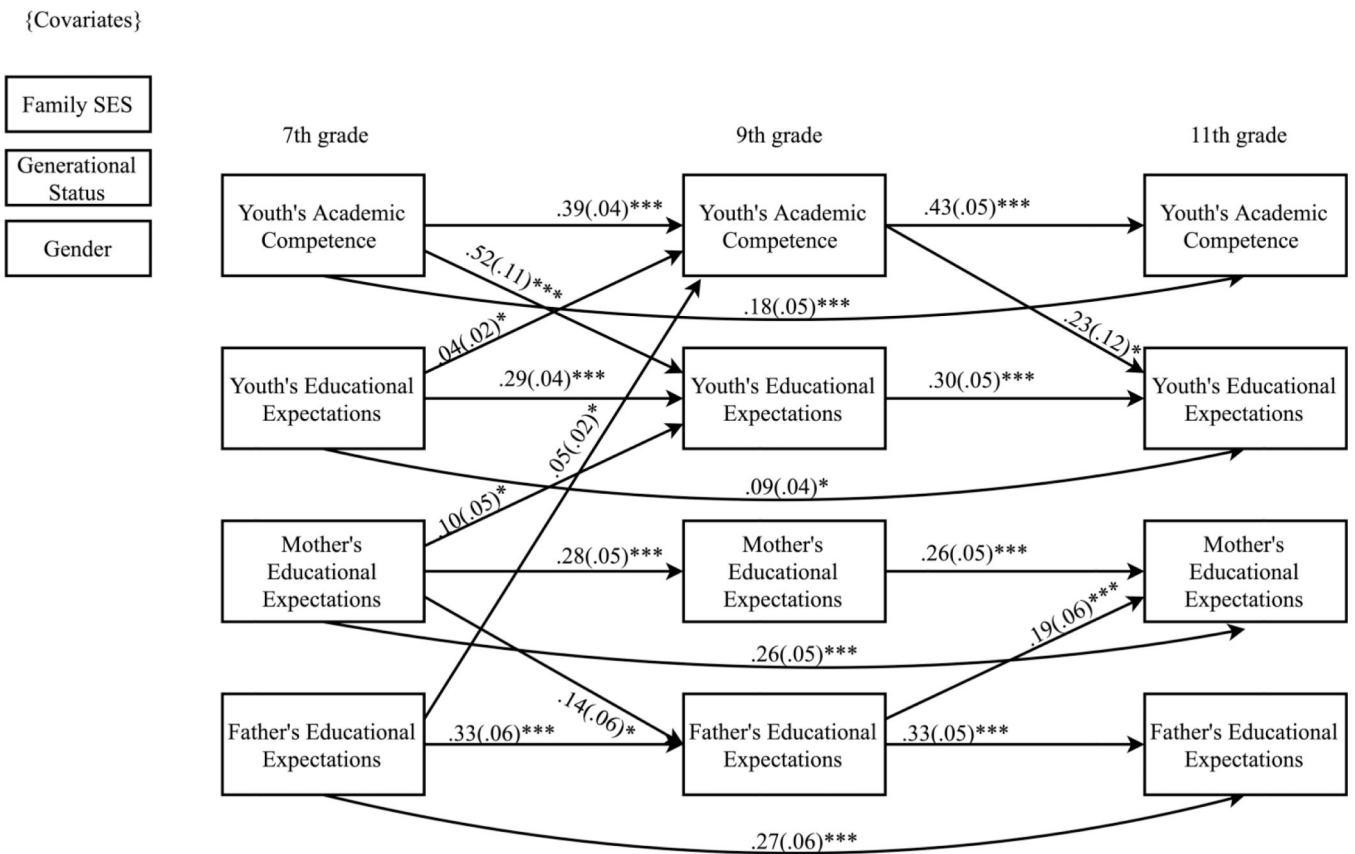 {Covariates}
Family SES
Generational
Status
Gender
7th grade
9th grade
11th grade
Youth's Academic
Competence
.39(.04)***
Youth's Academic
Competence
.43(.05)***
Youth's Academic
Competence
.52(.11)***
.18(.05)***
.04(.02)*
.23(.12)*
Youth's Educational
Expectations
.29(.04)***
Youth's Educational
Expectations
.30(.05)***
Youth's Educational
Expectations
.05(.02)*
.09(.04)*
.10(.05)*
Mother's
Educational
Expectations
.28(.05)***
Mother's
Educational
Expectations
.26(.05)***
Mother's
Educational
Expectations
.19(.06)***
.26(.05)***
.14(.06)*
Father's Educational
Expectations
.33(.06)***
Father's Educational
Expectations
.33(.05)***
Father's Educational
Expectations
.27(.06)***